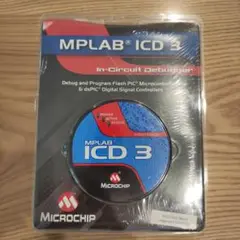 MPLAB® ICD 3
In-Circuit Debugger
Debug and Program Flash PIC® Microcontrollers
& dsPIC® Digital Signal Controllers
MPLAB®
ICD 3
MICROCHIP
MICROCHIP